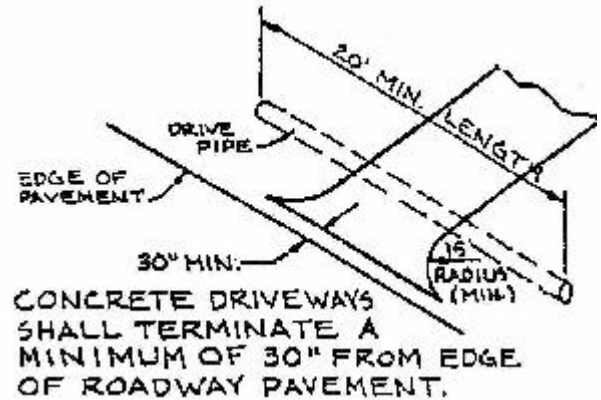 20' MIN. LENGTH
DRIVE
PIPE
EDGE OF
PAVEMENT
30" MIN.
15
RADIUS
(MIN.)
CONCRETE DRIVEWAYS
SHALL TERMINATE A
MINIMUM OF 30" FROM EDGE
OF ROADWAY PAVEMENT.